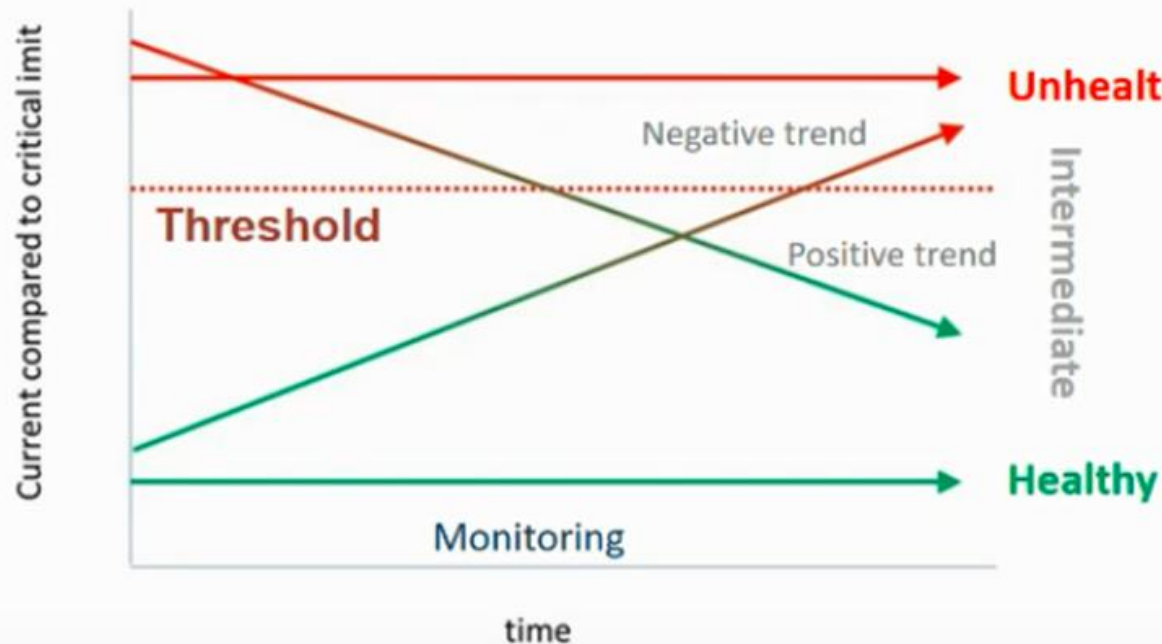 Current compared to critical imit
Unhealt
Negative trend
Threshold
Intermediate
Positive trend
Healthy
Monitoring
time